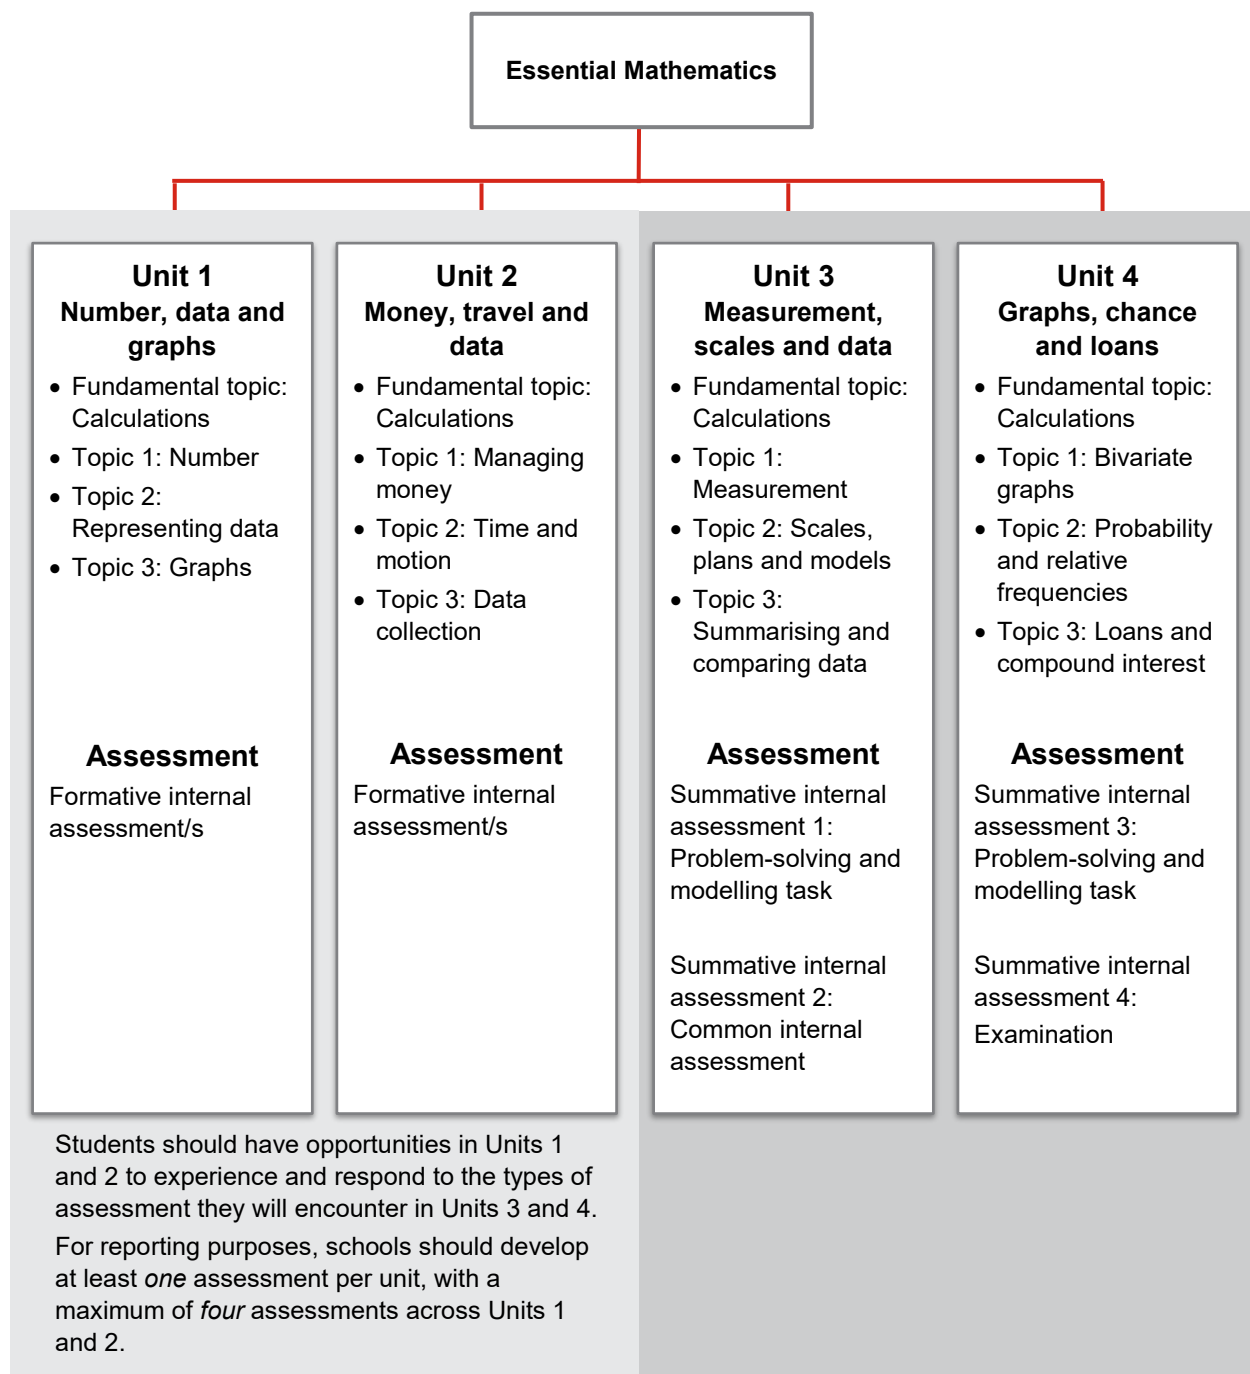 Essential Mathematics
Unit 1
Number, data and
graphs
• Fundamental topic:
Calculations
• Topic 1: Number
• Topic 2:
Representing data
• Topic 3: Graphs
Assessment
Formative internal
assessment/s
Unit 2
Money, travel and
data
• Fundamental topic:
Calculations
• Topic 1: Managing
money
• Topic 2: Time and
motion
• Topic 3: Data
collection
Assessment
Formative internal
assessment/s
Unit 3
Measurement,
scales and data
• Fundamental topic:
Calculations
• Topic 1:
Measurement
• Topic 2: Scales,
plans and models
• Topic 3:
Summarising and
comparing data
Assessment
Summative internal
assessment 1:
Problem-solving and
modelling task
Summative internal
assessment 2:
Common internal
assessment
Unit 4
Graphs, chance
and loans
• Fundamental topic:
Calculations
• Topic 1: Bivariate
graphs
• Topic 2: Probability
and relative
frequencies
• Topic 3: Loans and
compound interest
Assessment
Summative internal
assessment 3:
Problem-solving and
modelling task
Summative internal
assessment 4:
Examination
Students should have opportunities in Units 1
and 2 to experience and respond to the types of
assessment they will encounter in Units 3 and 4.
For reporting purposes, schools should develop
at least one assessment per unit, with a
maximum of four assessments across Units 1
and 2.